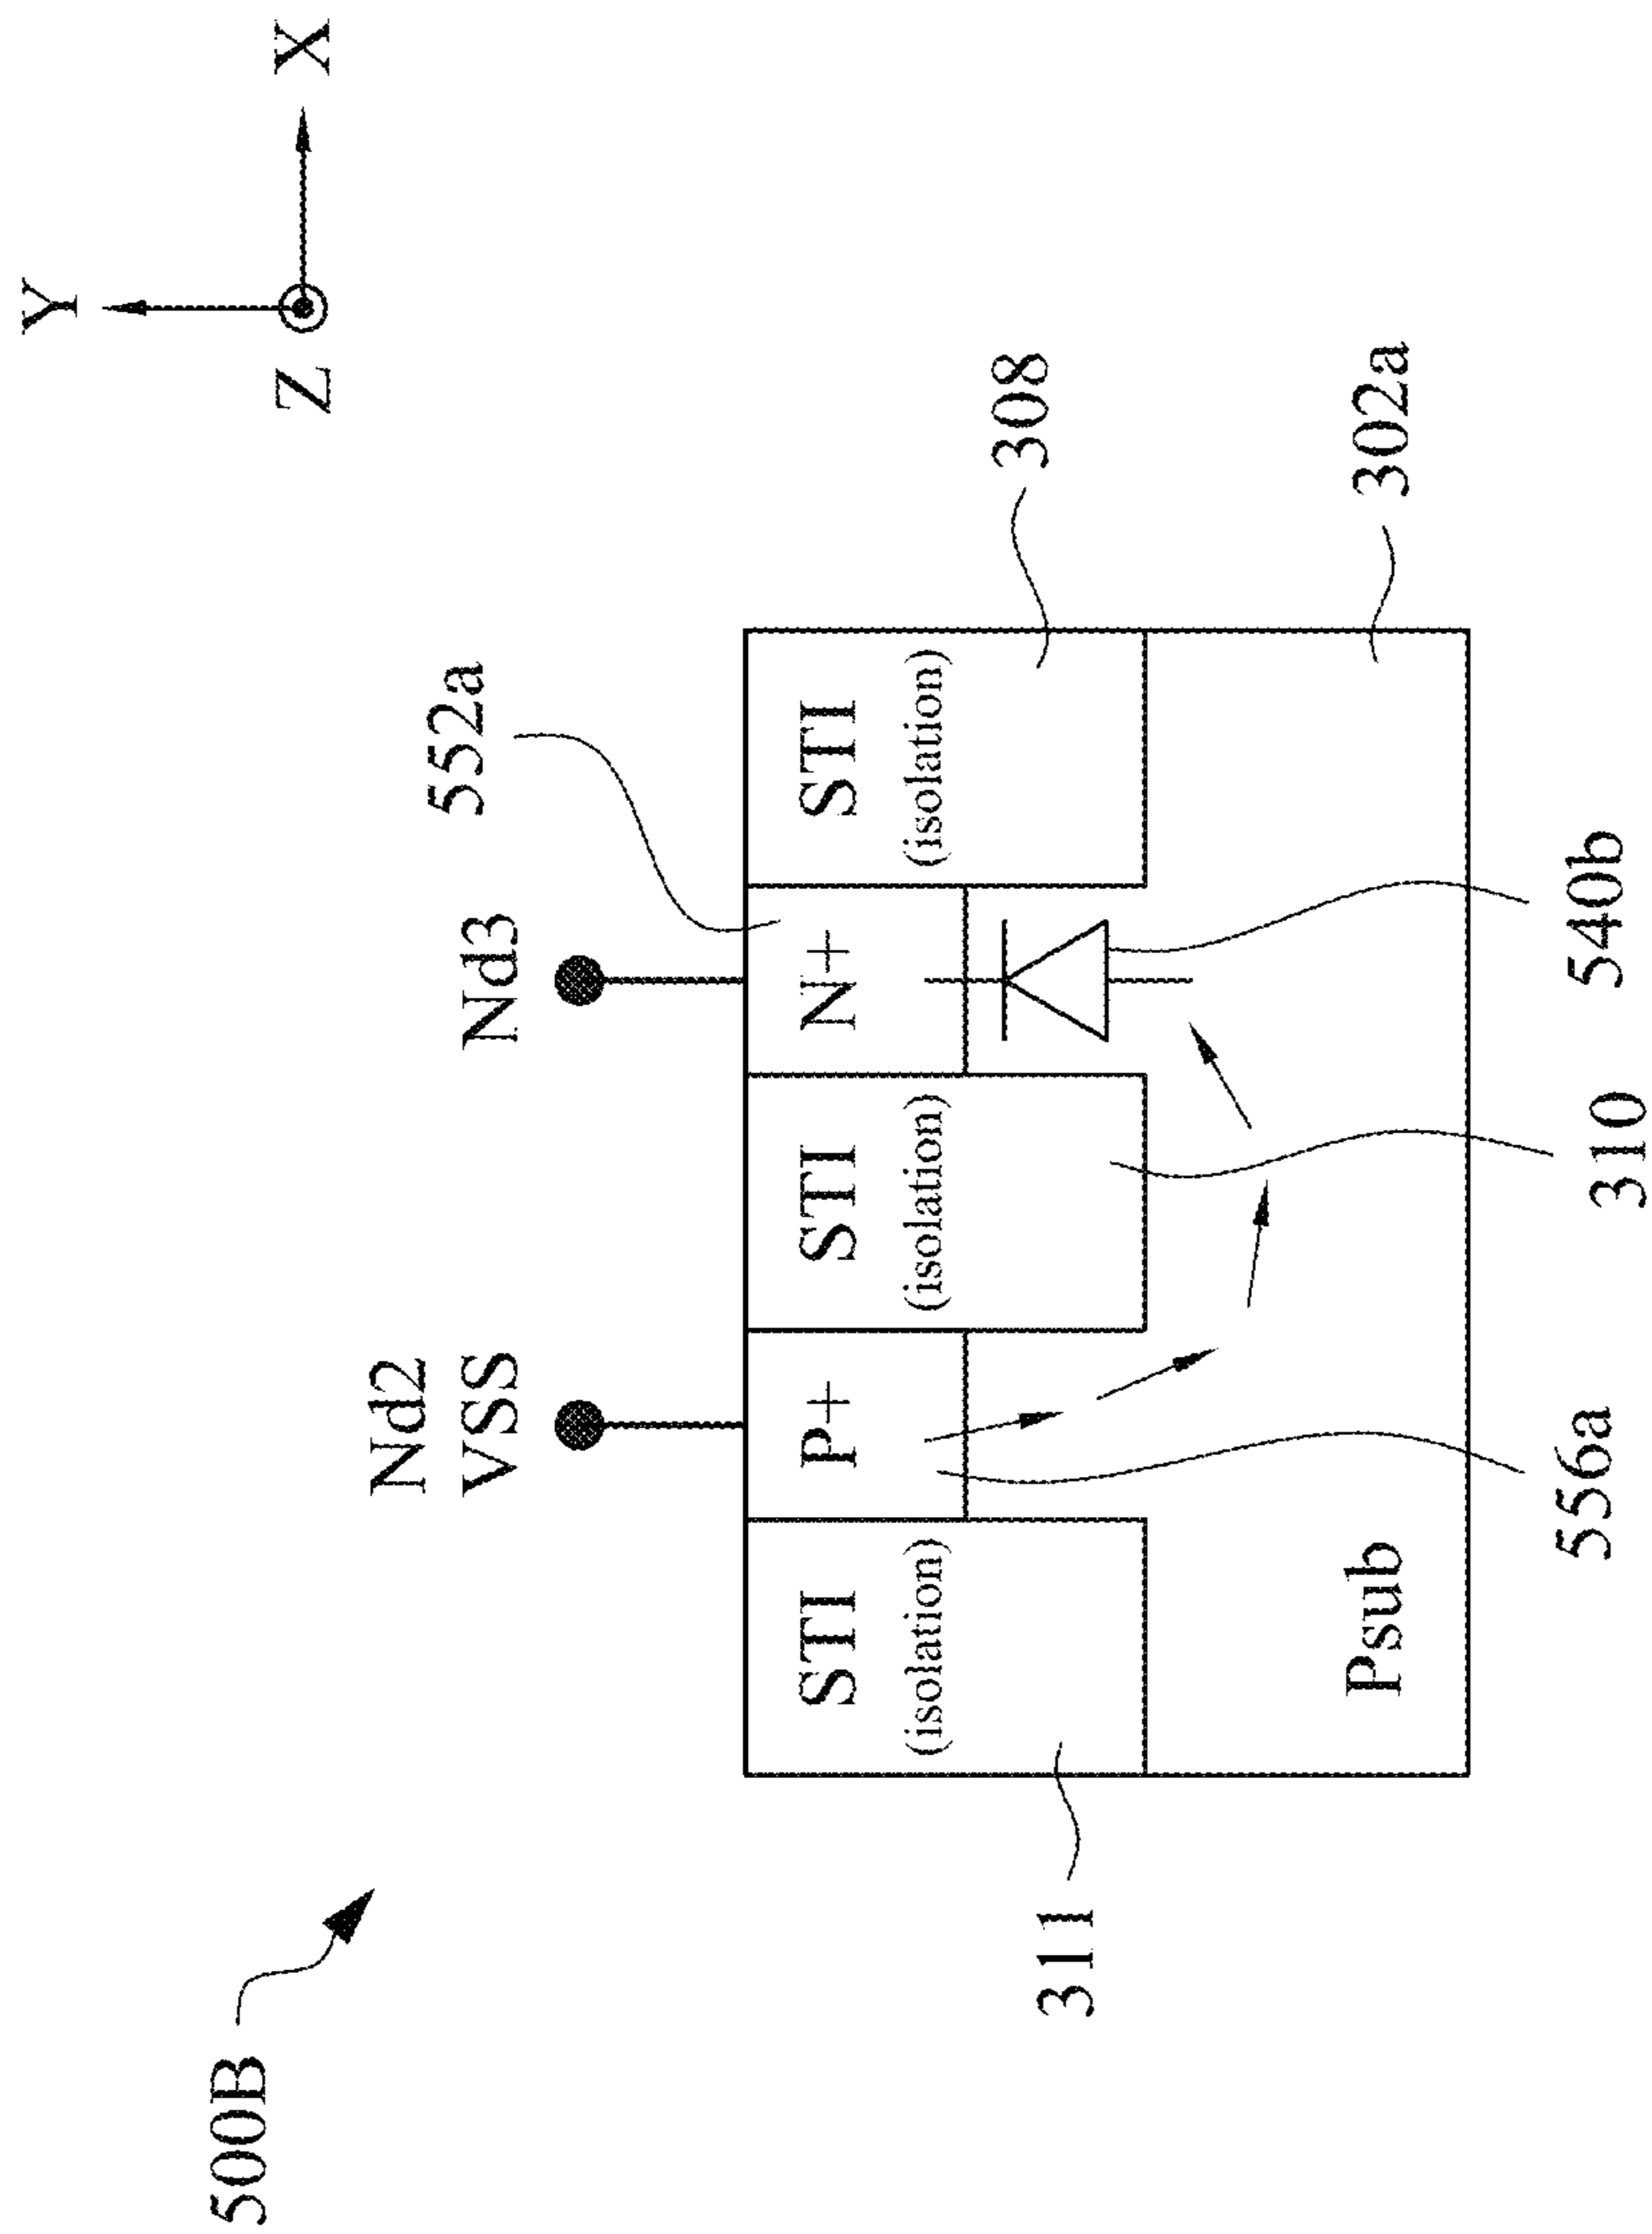 Y
500B
Z
X
Nd2
VSS
Nd3
552a
STI
(isolation)
P+
STI
(isolation)
N+
STI
(isolation)
311
308
Psub
302a
556a
310
540b